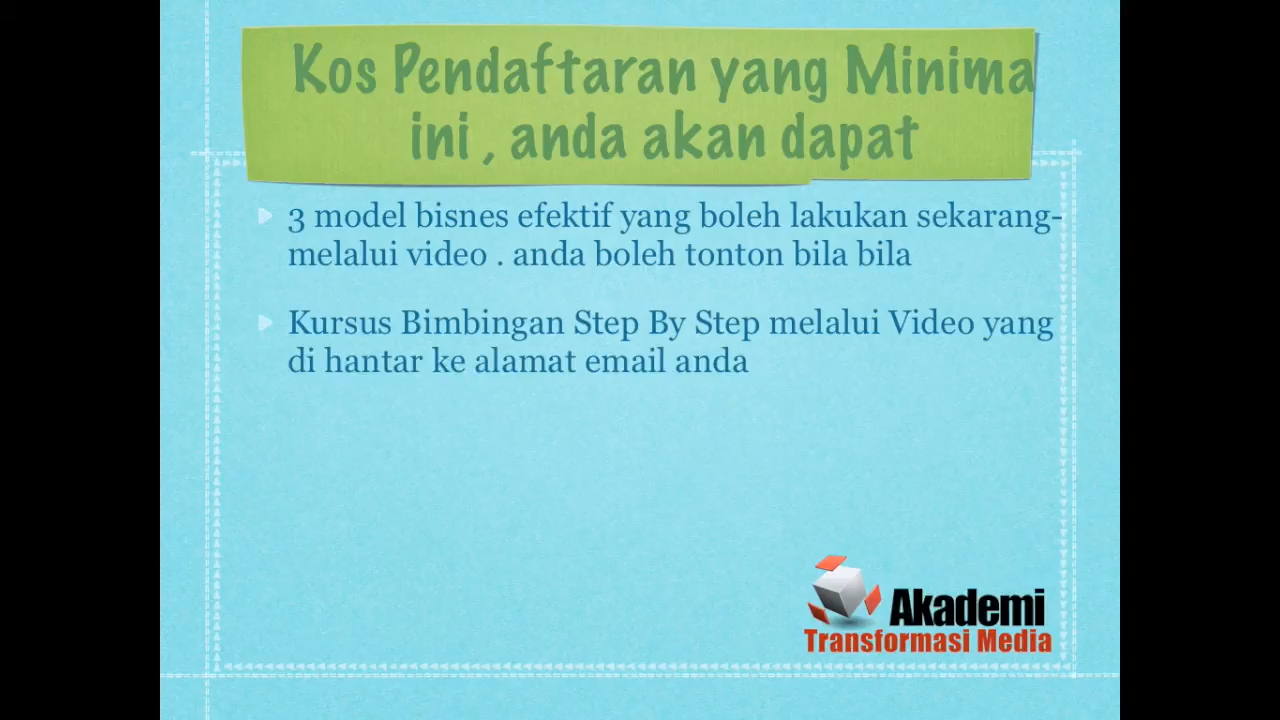 Kos Pendaftaran yang Minima
ini , anda akan dapat
3 model bisnes efektif yang boleh lakukan sekarang-
melalui video . anda boleh tonton bila bila
Kursus Bimbingan Step By Step melalui Video yang
di hantar ke alamat email anda
Akademi
Transformasi Media